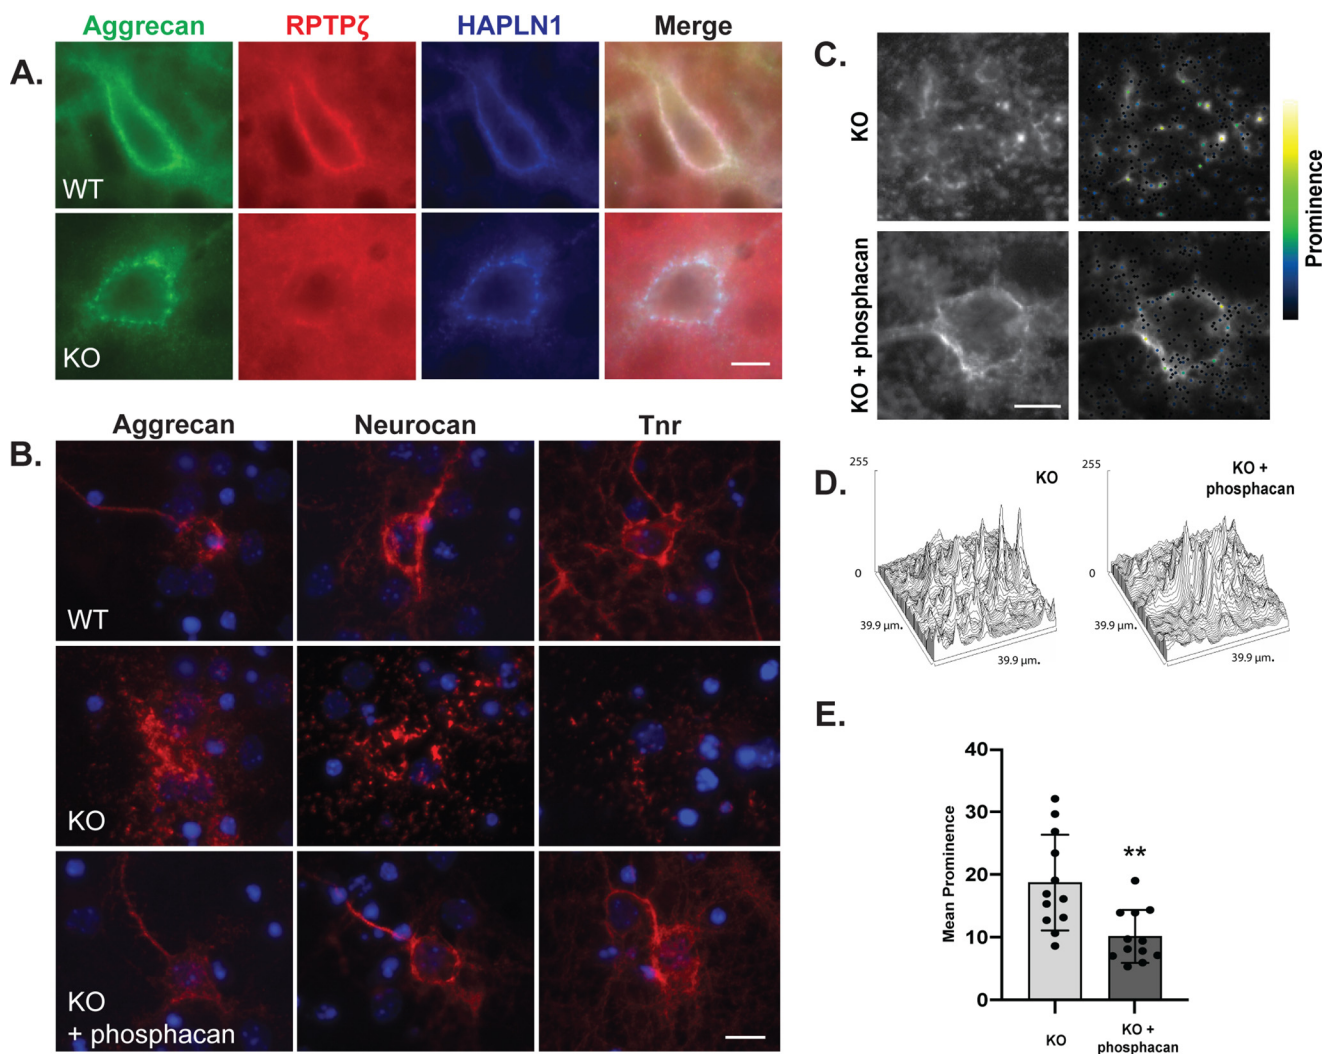 A.
Aggrecan RPTPζ HAPLN1 Merge
WT
KO
B.
Aggrecan Neurocan Tnr
WT
KO
KO
+ phosphacan
C.
KO
KO + phosphacan
Prominence
D.
255
KO
0
39.9 µm.
39.9 µm.
255
KO +
phosphacan
0
39.9 µm.
39.9 µm.
E.
Mean Prominence
40
30
20
10
0
**
KO
KO +
phosphacan